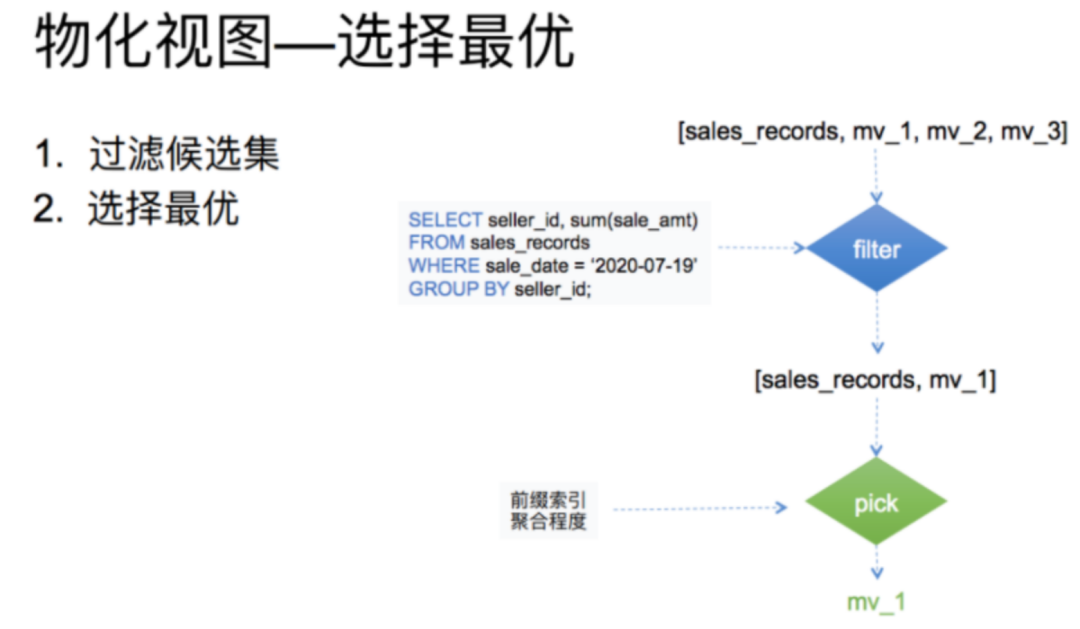 物化视图—选择最优
1. 过滤候选集
2. 选择最优
[sales_records, mv_1, mv_2, mv_3]
SELECT seller_id, sum(sale_amt)
FROM sales_records
WHERE sale_date = ‘2020-07-19’
GROUP BY seller_id;
filter
[sales_records, mv_1]
前缀索引
聚合程度
pick
mv_1